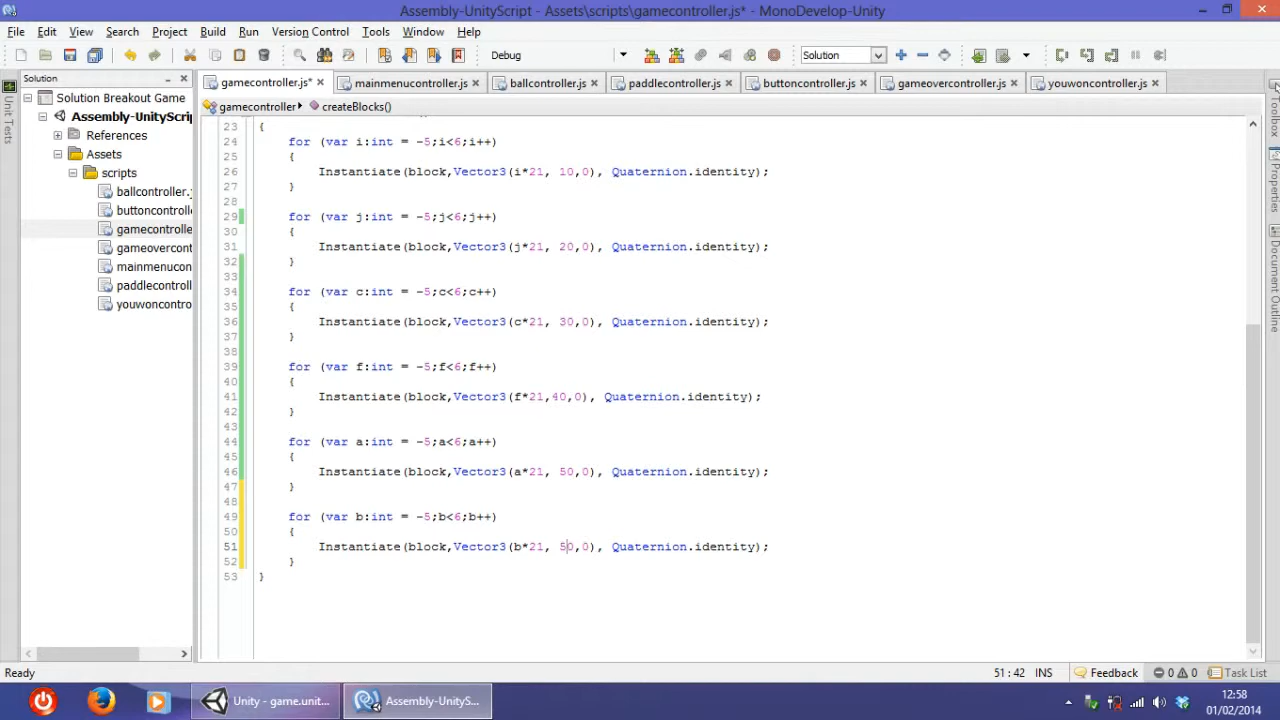 Assembly-UnityScript - Assets\scripts\gamecontroller.js* - MonoDevelop-Unity
File Edit View Search Project Build Run Version Control Tools Window Help
Debug Solution
Solution
gamecontroller.js* mainmenucontroller.js ballcontroller.js paddlecontroller.js buttoncontroller.js gameovercontroller.js youwoncontroller.js
gamecontroller createBlocks()
Unit Tests
Solution Breakout Game
Assembly-UnityScrip
References
Assets
scripts
ballcontroller.j
buttoncontroll
gamecontrolle
gameovercont
mainmenucon
paddlecontroll
youwoncontro
23 {
24 for (var i:int = -5;i<6;i++)
25 {
26 Instantiate(block,Vector3(i*21, 10,0), Quaternion.identity);
27 }
28
29 for (var j:int = -5;j<6;j++)
30 {
31 Instantiate(block,Vector3(j*21, 20,0), Quaternion.identity);
32 }
33
34 for (var c:int = -5;c<6;c++)
35 {
36 Instantiate(block,Vector3(c*21, 30,0), Quaternion.identity);
37 }
38
39 for (var f:int = -5;f<6;f++)
40 {
41 Instantiate(block,Vector3(f*21,40,0), Quaternion.identity);
42 }
43
44 for (var a:int = -5;a<6;a++)
45 {
46 Instantiate(block,Vector3(a*21, 50,0), Quaternion.identity);
47 }
48
49 for (var b:int = -5;b<6;b++)
50 {
51 Instantiate(block,Vector3(b*21, 50,0), Quaternion.identity);
52 }
53 }
Toolbox
Properties
Document Outline
Ready 51 : 42 INS Feedback 0 0 Task List
Unity - game.unit... Assembly-UnitySc...
12:58
01/02/2014